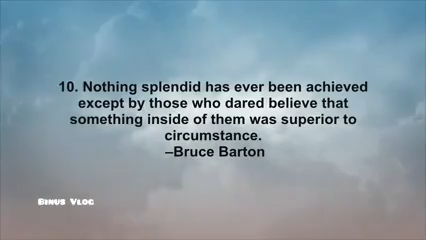 10. Nothing splendid has ever been achieved
except by those who dared believe that
something inside of them was superior to
circumstance.
–Bruce Barton
Binus Vlog